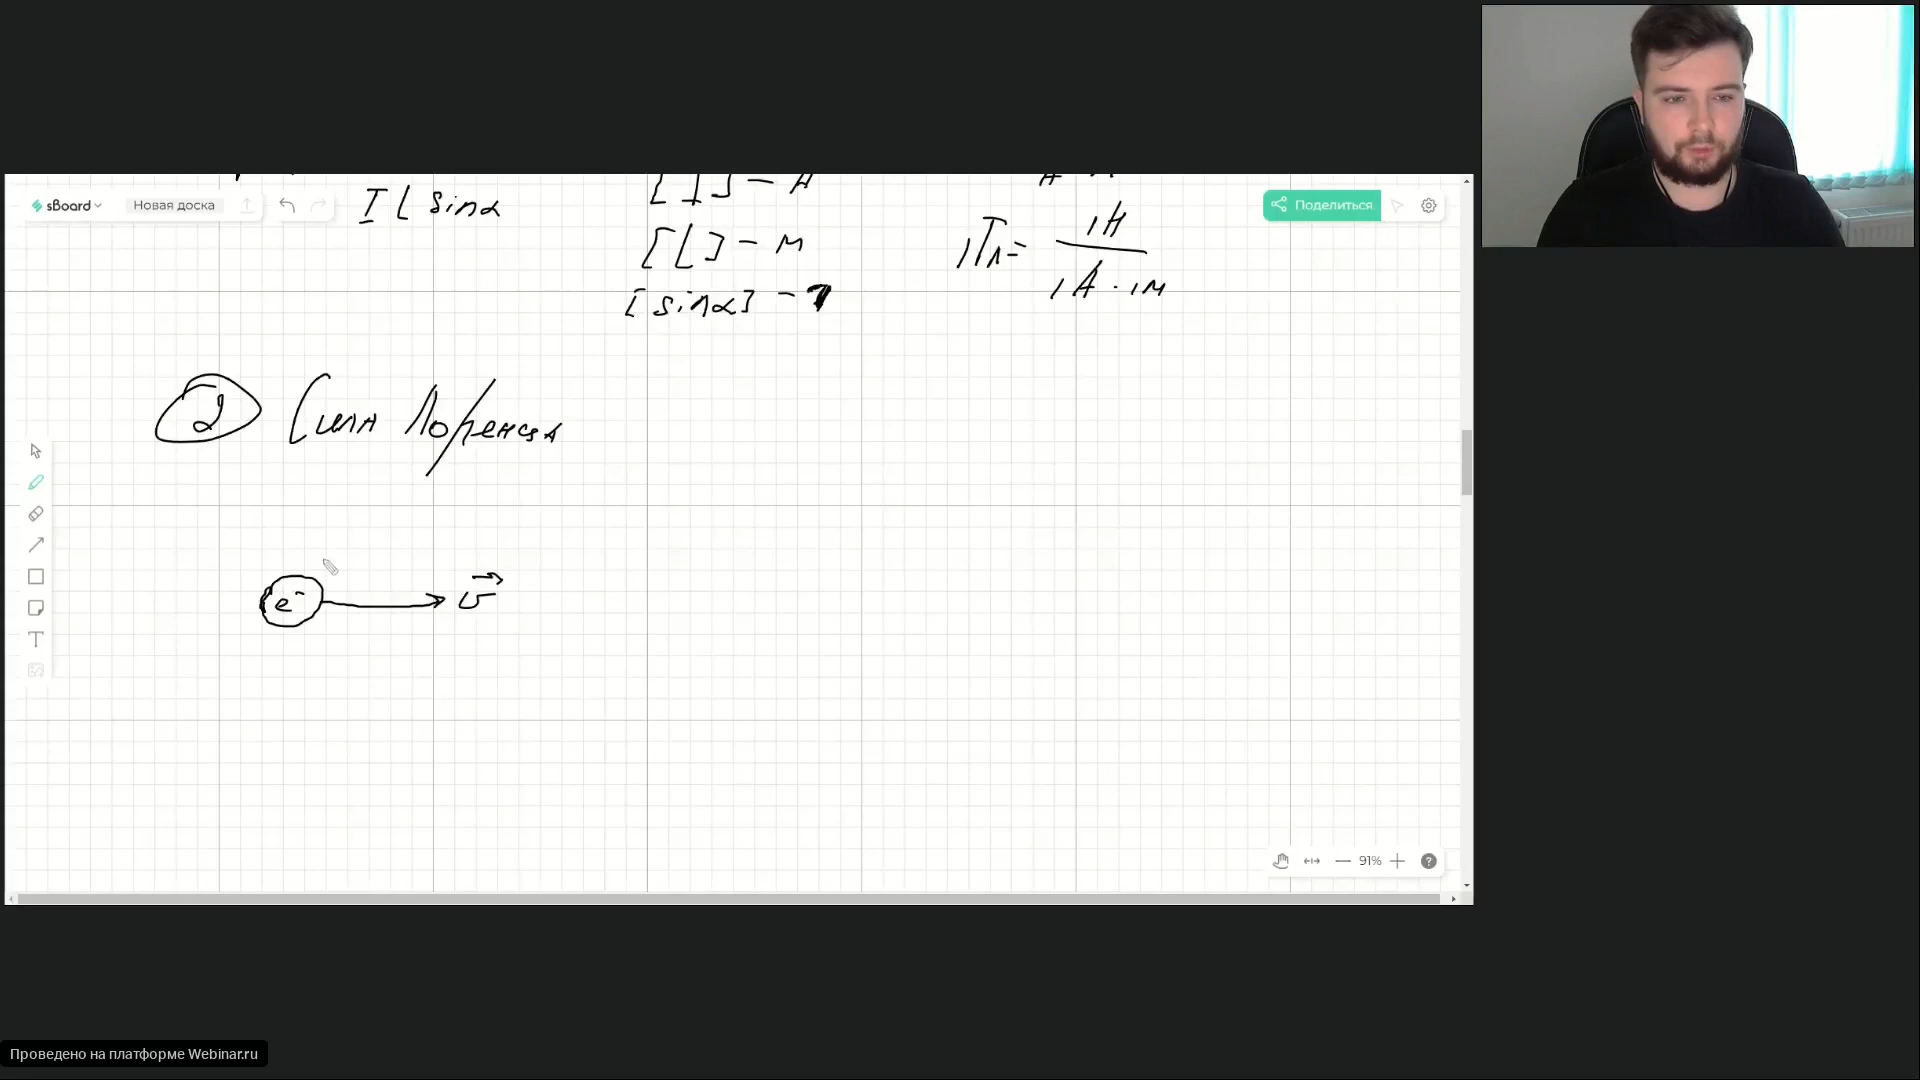 sBoard
Новая доска
Поделиться
I L sinα
[I] - А
[L] - м
[sinα] - 1
1Тл = 1Н
1А · 1м
2 Сила Лоренса
e⁻
v
91%
Проведено на платформе Webinar.ru